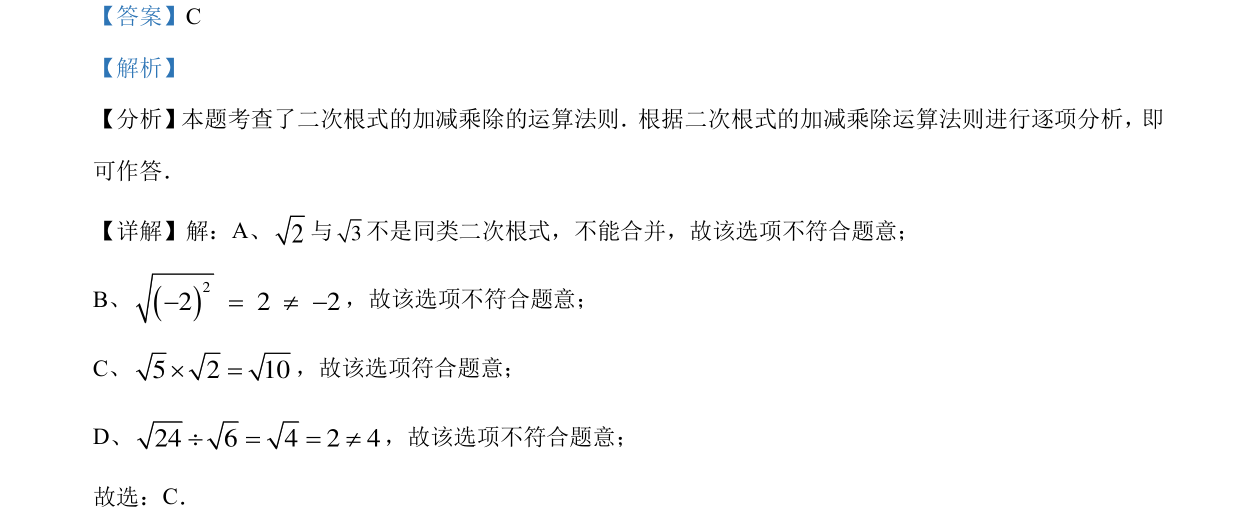 【答案】C
【解析】
【分析】本题考查了二次根式的加减乘除的运算法则．根据二次根式的加减乘除运算法则进行逐项分析，即
可作答．
【详解】解：A、√2与√3不是同类二次根式，不能合并，故该选项不符合题意；
B、√(−2)² = 2 ≠ −2，故该选项不符合题意；
C、√5×√2=√10，故该选项符合题意；
D、√24÷√6=√4=2≠4，故该选项不符合题意；
故选：C．